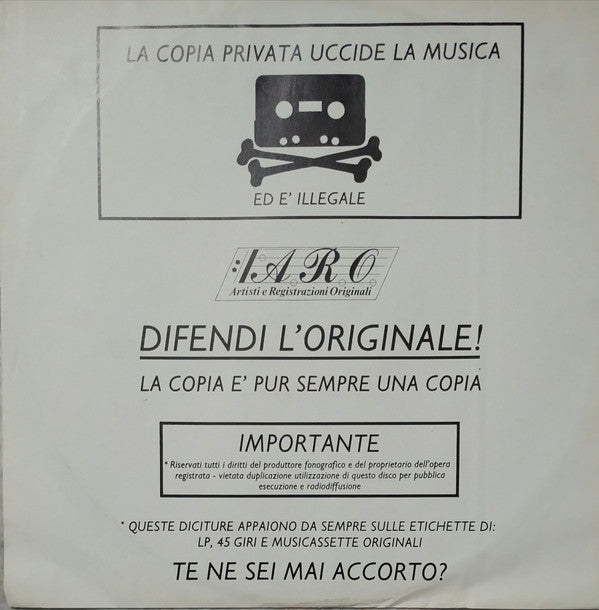 LA COPIA PRIVATA UCCIDE LA MUSICA
ED E' ILLEGALE
ARO
Artisti e Registrazioni Originali
DIFENDI L'ORIGINALE!
LA COPIA E' PUR SEMPRE UNA COPIA
IMPORTANTE
* Riservati tutti i diritti del produttore fonografico e del proprietario dell'opera
registrata - vietata duplicazione utilizzazione di questo disco per pubblica
esecuzione e radiodiffusione
* QUESTE DICITURE APPAIONO DA SEMPRE SULLE ETICHETTE DI:
LP, 45 GIRI E MUSICASSETTE ORIGINALI
TE NE SEI MAI ACCORTO?